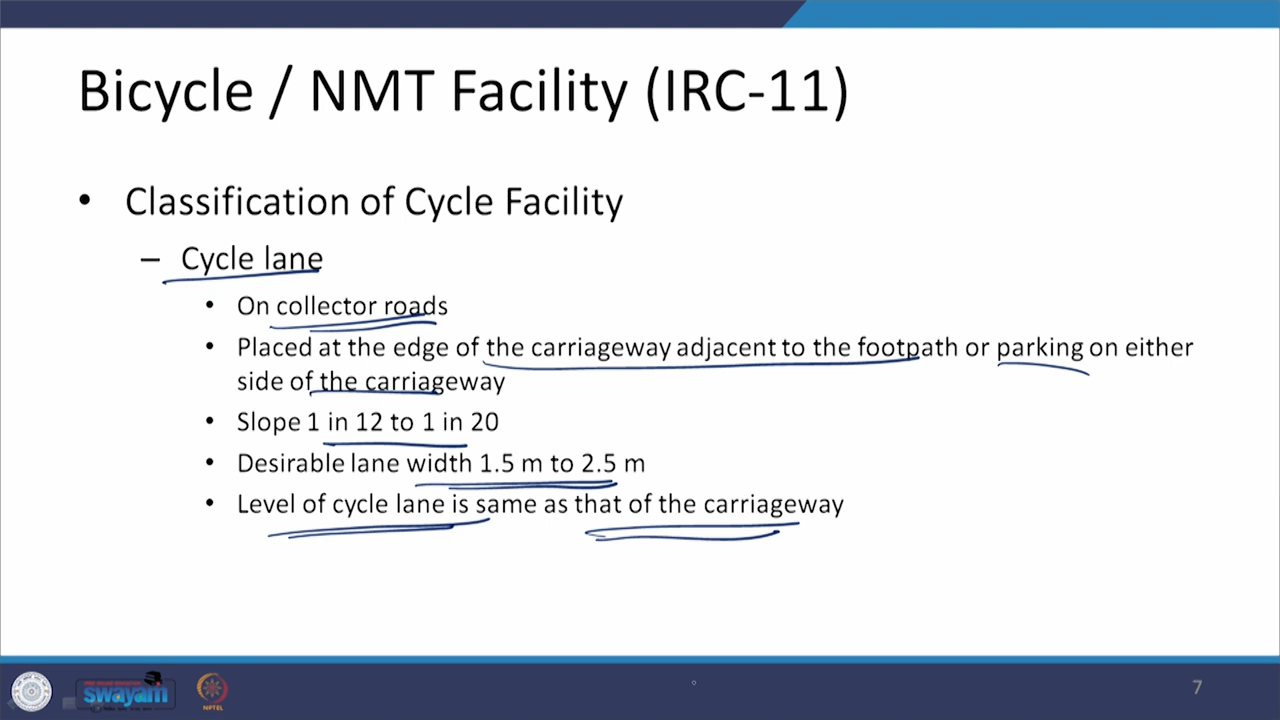 Bicycle / NMT Facility (IRC-11)
• Classification of Cycle Facility
– Cycle lane
• On collector roads
• Placed at the edge of the carriageway adjacent to the footpath or parking on either
side of the carriageway
• Slope 1 in 12 to 1 in 20
• Desirable lane width 1.5 m to 2.5 m
• Level of cycle lane is same as that of the carriageway
swayam
NPTEL
7